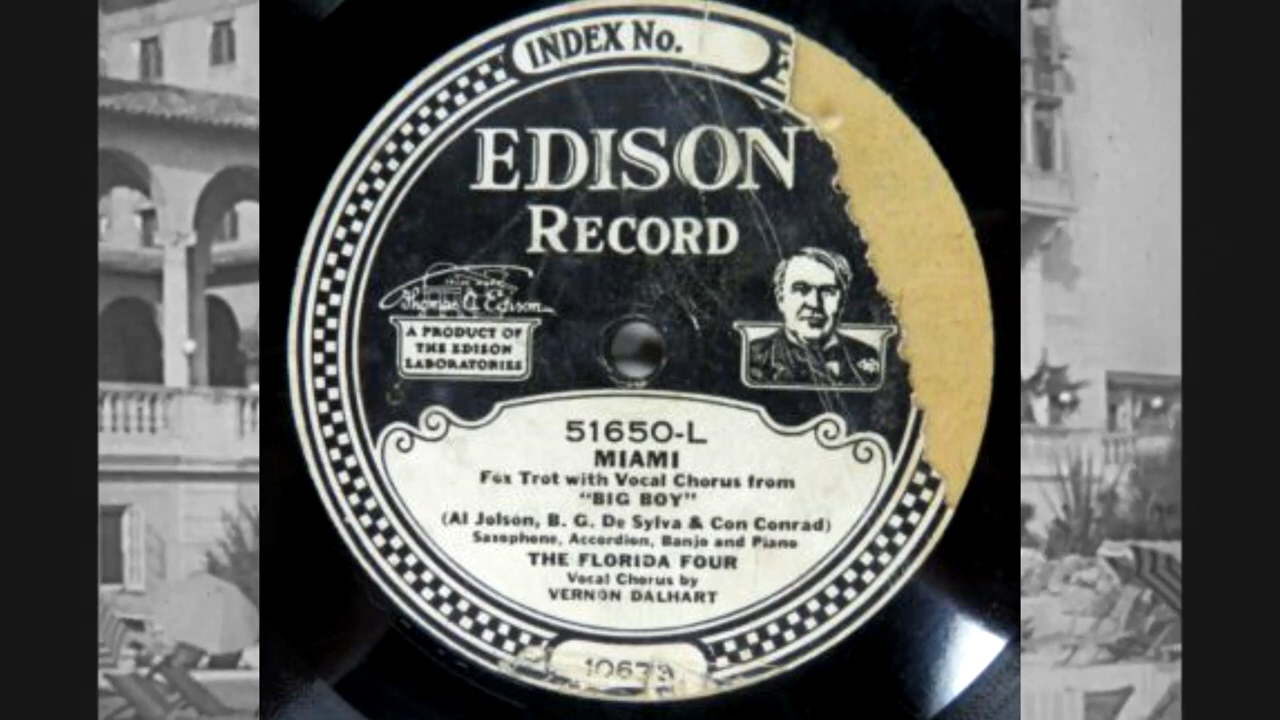 INDEX No.
EDISON
RECORD
Thomas A Edison
A PRODUCT OF
THE EDISON
LABORATORIES
51650-L
MIAMI
Fox Trot with Vocal Chorus from
"BIG BOY"
(Al Jolson, B. G. De Sylva & Con Conrad)
Saxophone, Accordion, Banjo and Piano
THE FLORIDA FOUR
Vocal Chorus by
VERNON DALHART